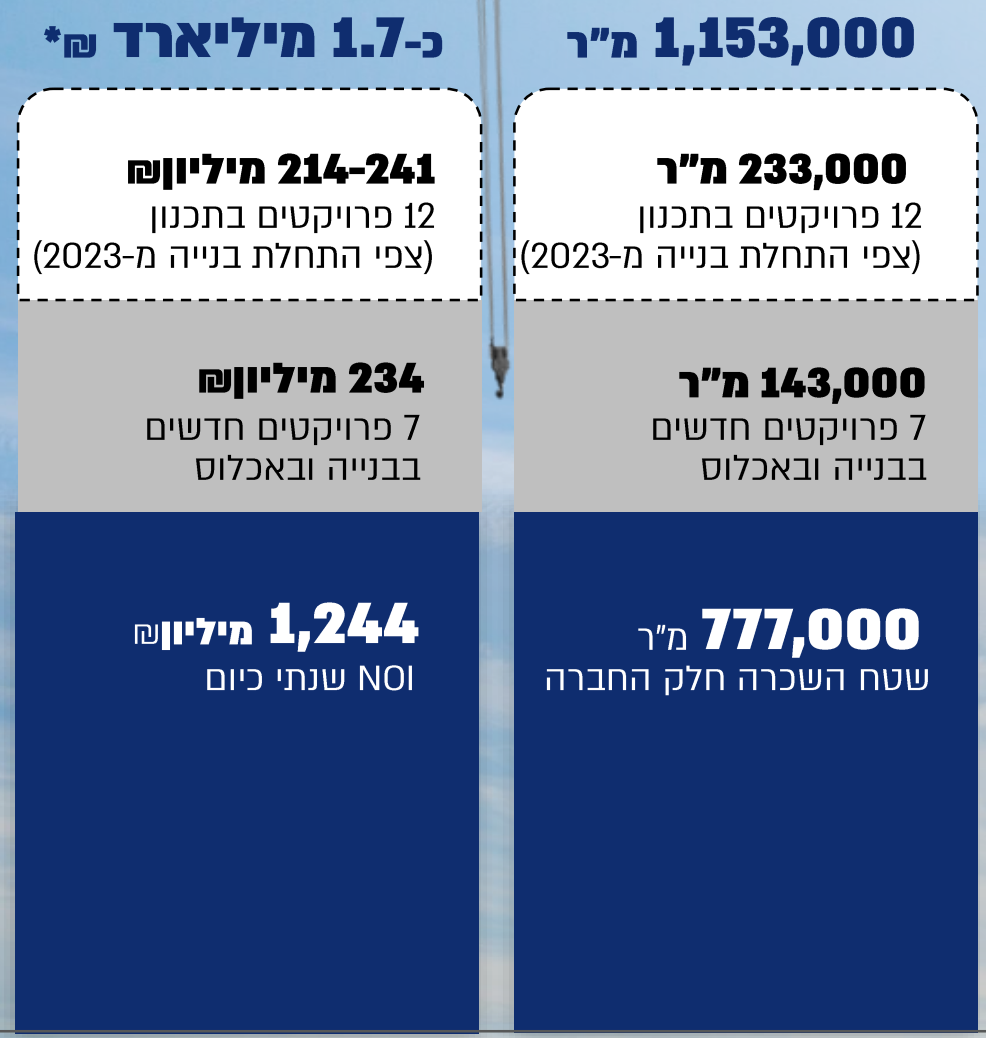 1,153,000 מ"ר
233,000 מ"ר
12 פרויקטים בתכנון
(צפי התחלת בנייה מ-2023)
143,000 מ"ר
7 פרויקטים חדשים
בבנייה ובאכלוס
777,000 מ"ר
שטח השכרה חלק החברה
כ-1.7 מיליארד ₪*
214-241 מיליון₪
12 פרויקטים בתכנון
(צפי התחלת בנייה מ-2023)
234 מיליון₪
7 פרויקטים חדשים
בבנייה ובאכלוס
1,244 מיליון₪
NOI שנתי כיום